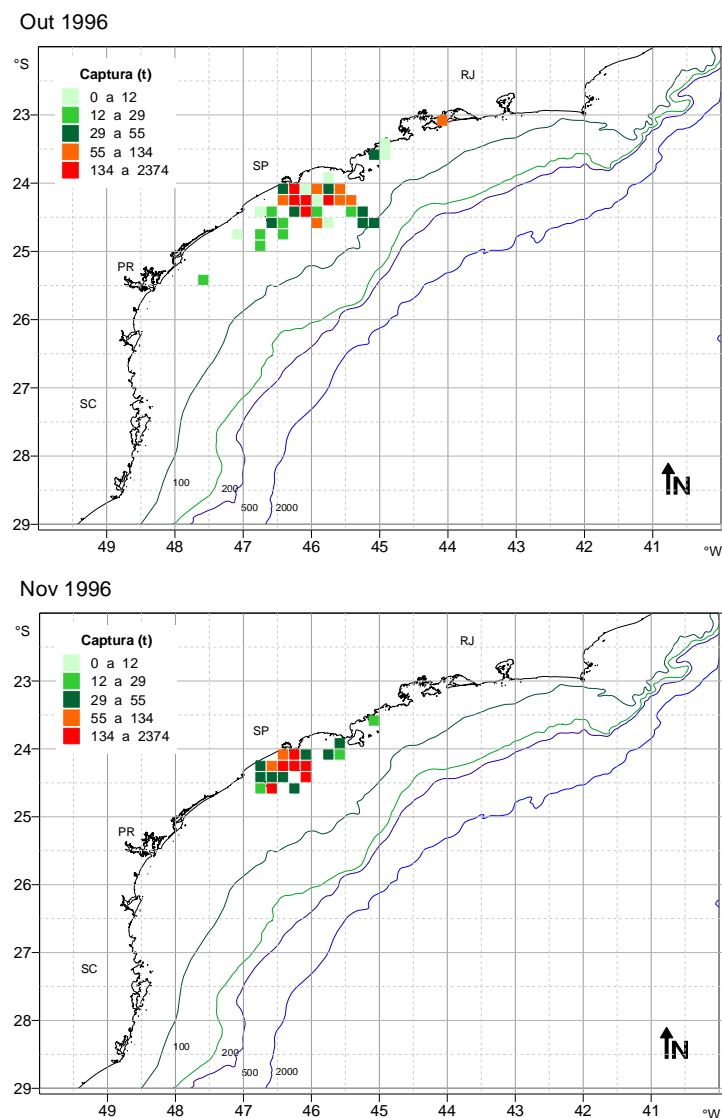 Out 1996
°S
Captura (t)
0 a 12
12 a 29
29 a 55
55 a 134
134 a 2374
RJ
SP
PR
SC
23
24
25
26
27
28
29
100
200
500
2000
N
49 48 47 46 45 44 43 42 41 °W
Nov 1996
°S
Captura (t)
0 a 12
12 a 29
29 a 55
55 a 134
134 a 2374
RJ
SP
PR
SC
23
24
25
26
27
28
29
100
200
500
2000
N
49 48 47 46 45 44 43 42 41 °W